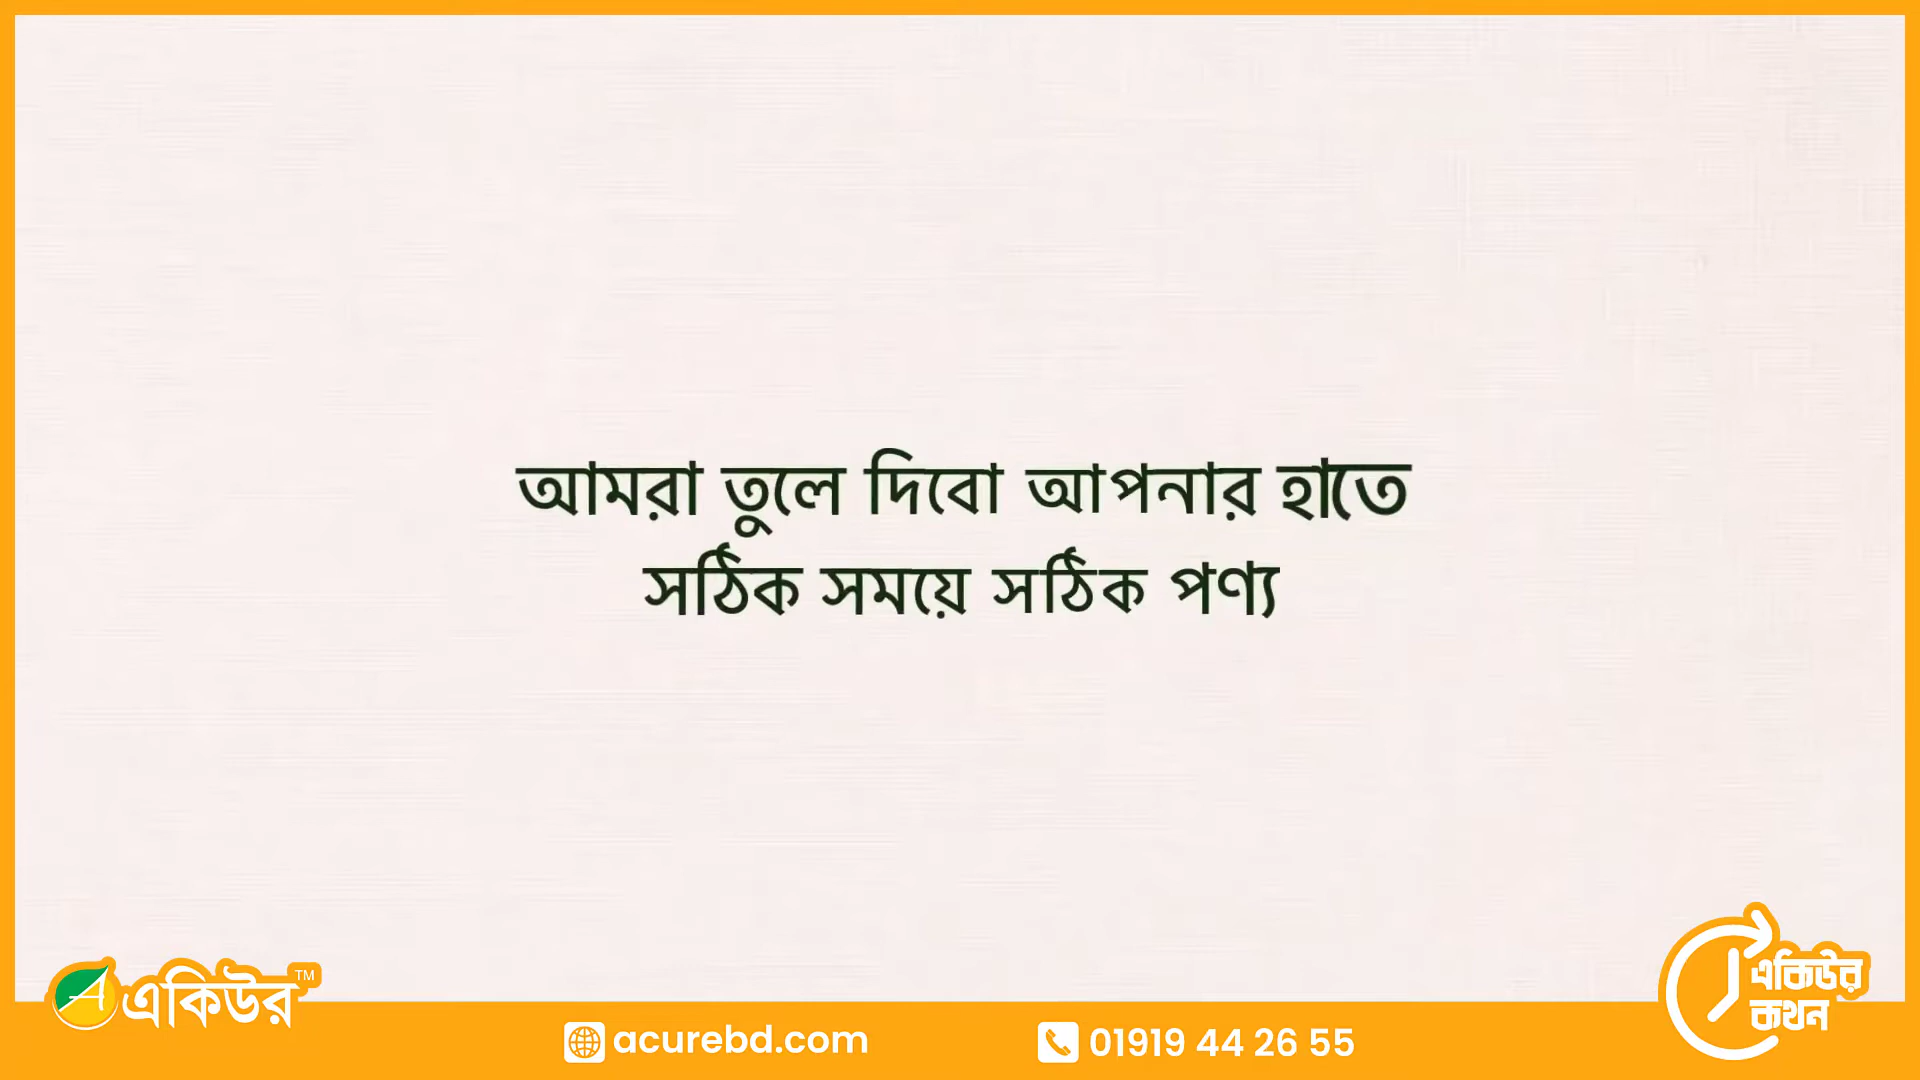 আমরা তুলে দিবো আপনার হাতে
সঠিক সময়ে সঠিক পণ্য
A একিউর™
acurebd.com
01919 44 26 55
একিউর
কথন